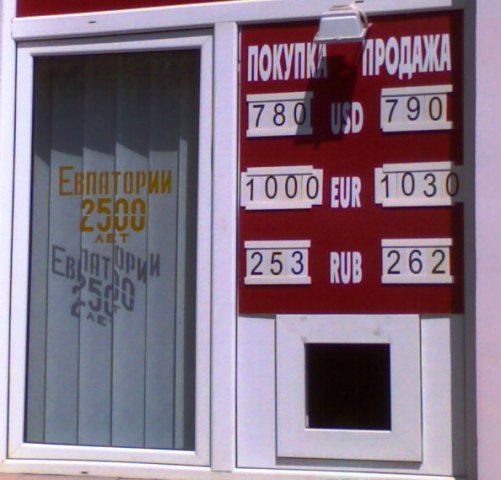 ЕВПАТОРИИ
2500
ЛЕТ
ПОКУПКА ПРОДАЖА
780 USD 790
1000 EUR 1030
253 RUB 262